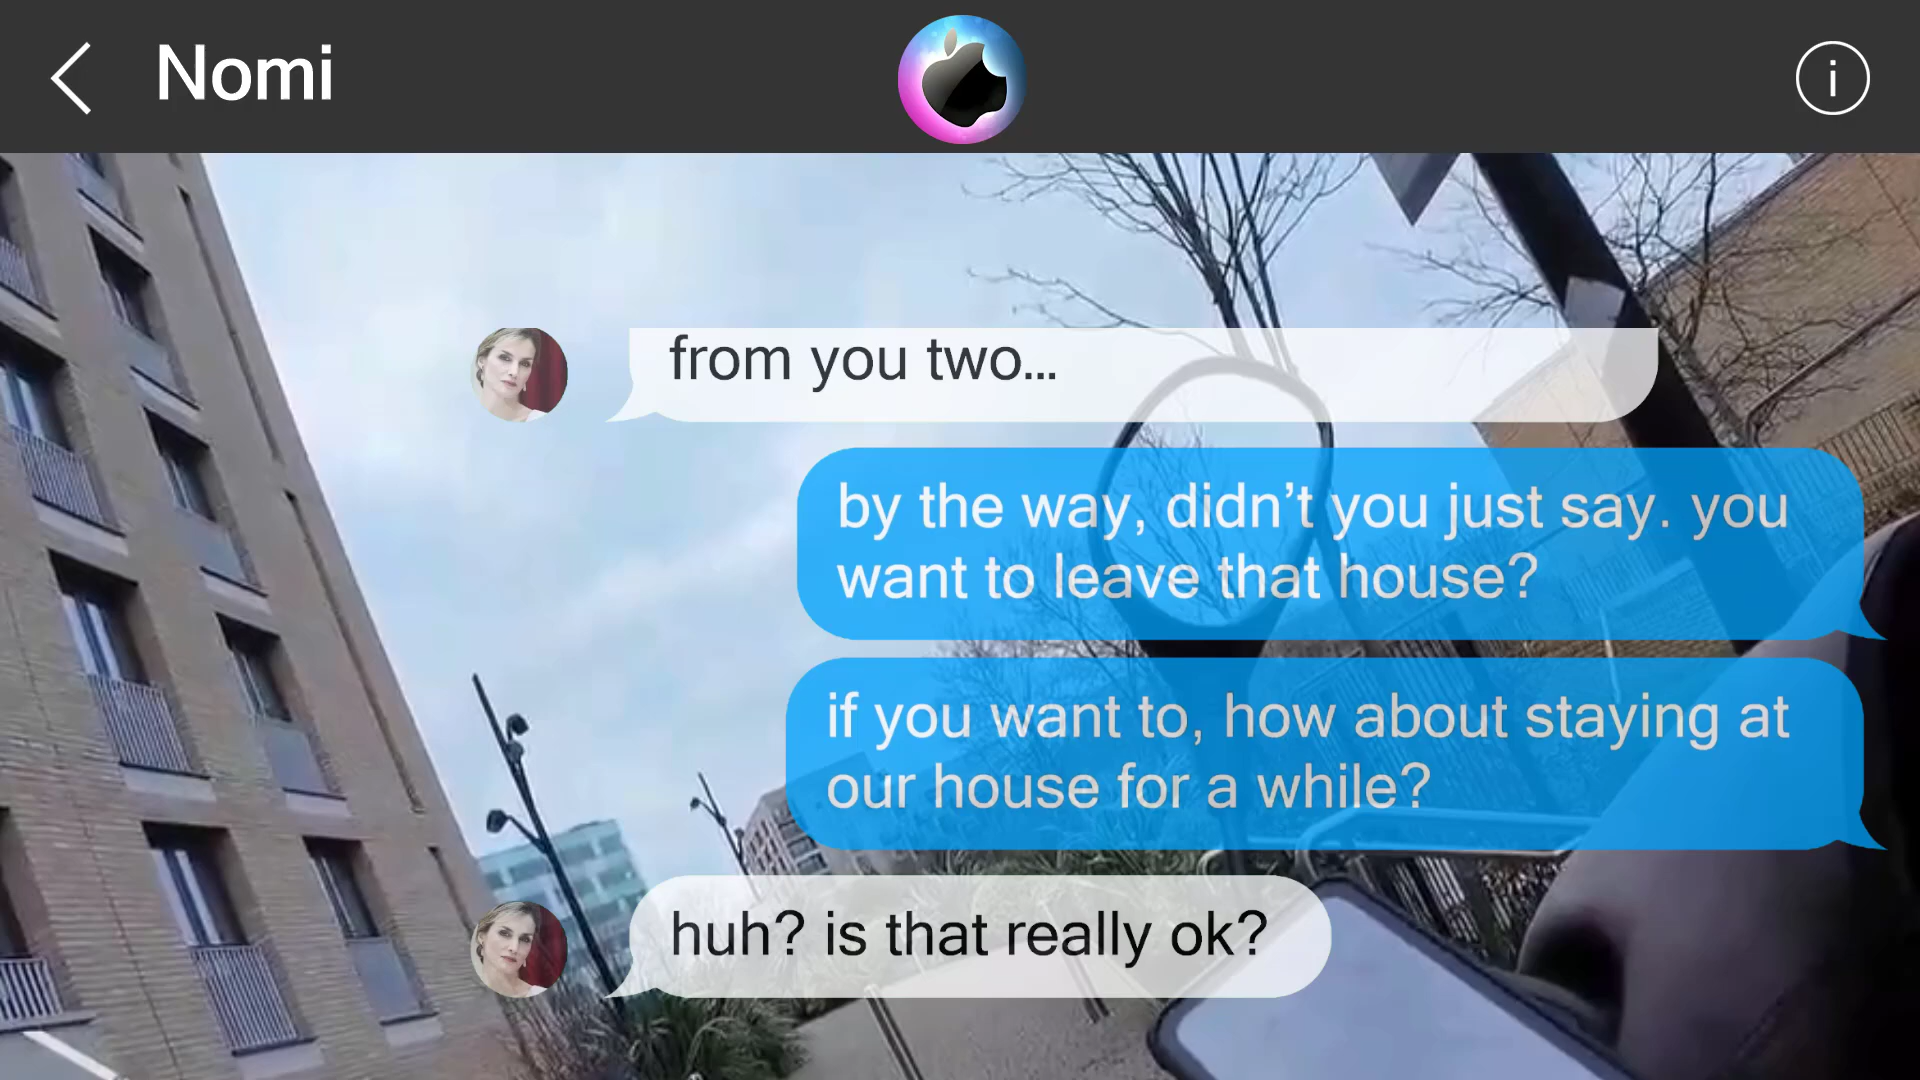 Nomi
i
from you two...
by the way, didn’t you just say. you
want to leave that house?
if you want to, how about staying at
our house for a while?
huh? is that really ok?